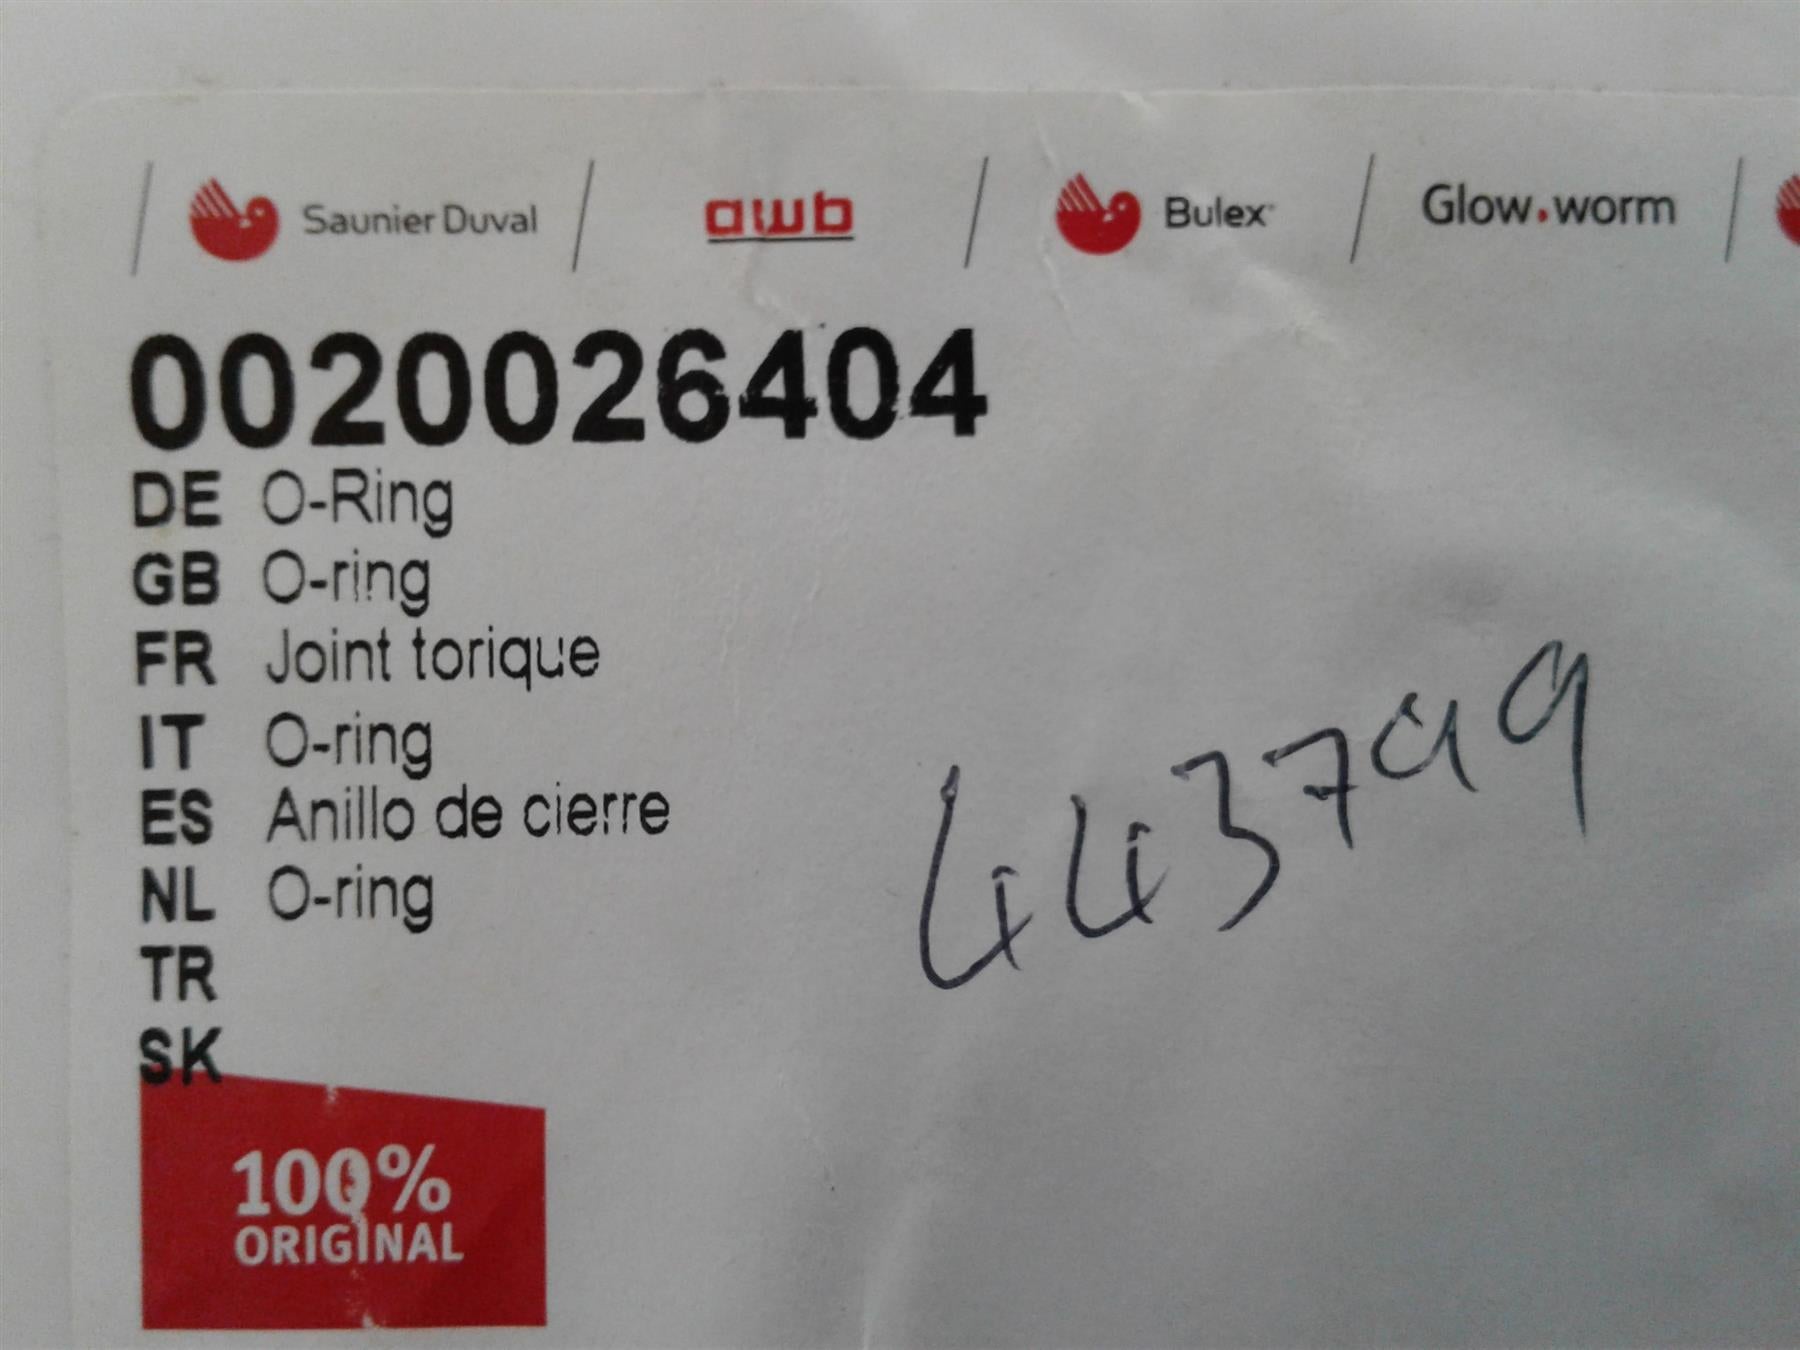 Saunier Duval awb Bulex Glow.worm
0020026404
DE O-Ring
GB O-ring
FR Joint torique
IT O-ring
ES Anillo de cierre
NL O-ring
TR
SK
443799
100%
ORIGINAL